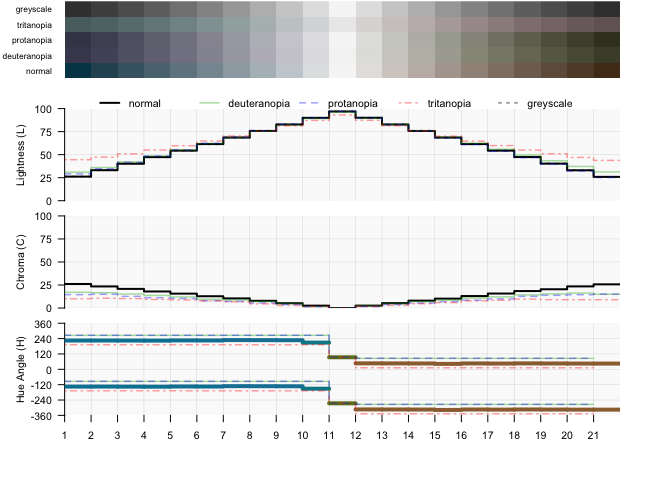 greyscale
tritanopia
protanopia
deuteranopia
normal
normal deuteranopia protanopia tritanopia greyscale
100
75
50
25
0
Lightness (L)
100
75
50
25
0
Chroma (C)
360
240
120
0
-120
-240
-360
Hue Angle (H)
1 2 3 4 5 6 7 8 9 10 11 12 13 14 15 16 17 18 19 20 21